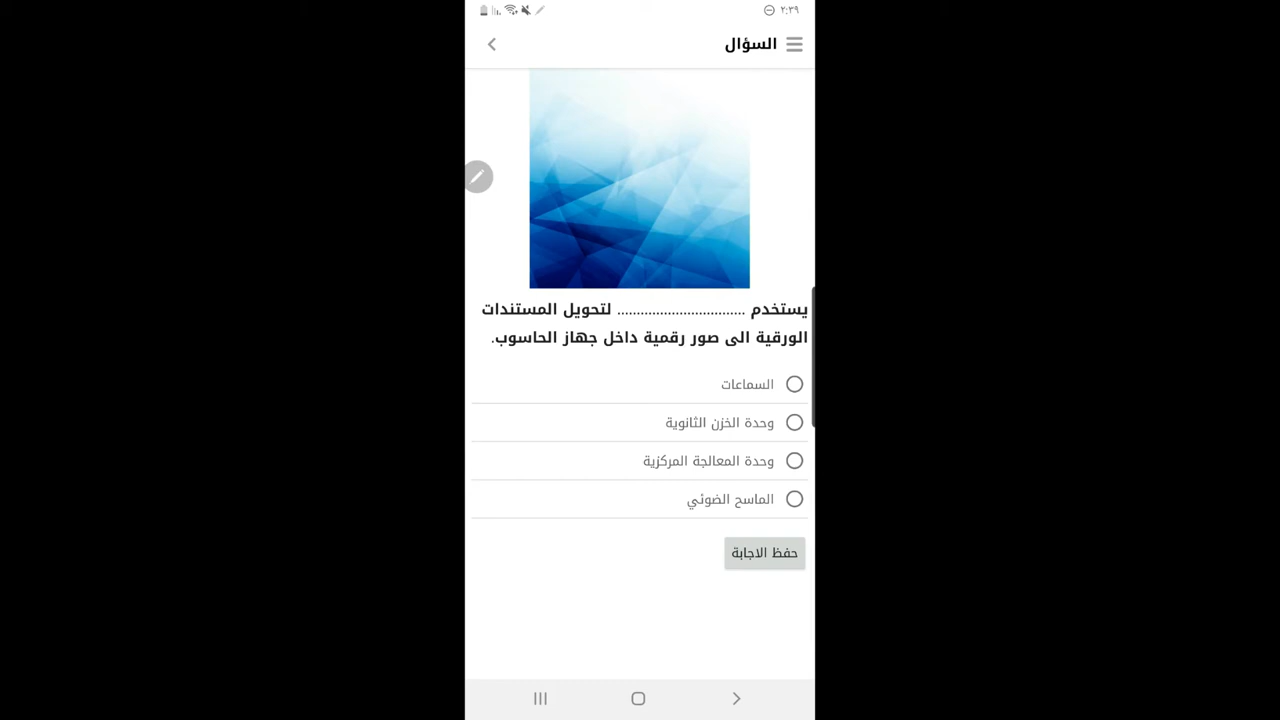 ٢:٣٩
السؤال
يستخدم ................................ لتحويل المستندات
الورقية الى صور رقمية داخل جهاز الحاسوب.
السماعات
وحدة الخزن الثانوية
وحدة المعالجة المركزية
الماسح الضوئي
حفظ الاجابة